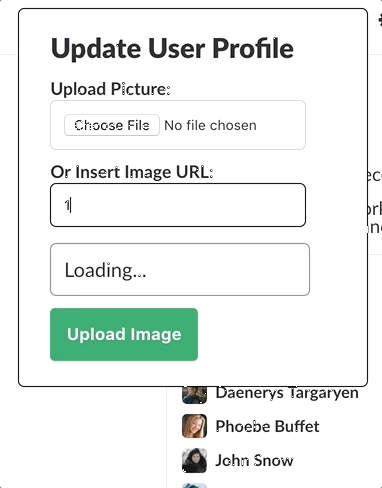 Update User Profile
Upload Picture:
Choose File No file chosen
Or Insert Image URL:
1
Loading...
Upload Image
Daenerys Targaryen
Phoebe Buffet
John Snow